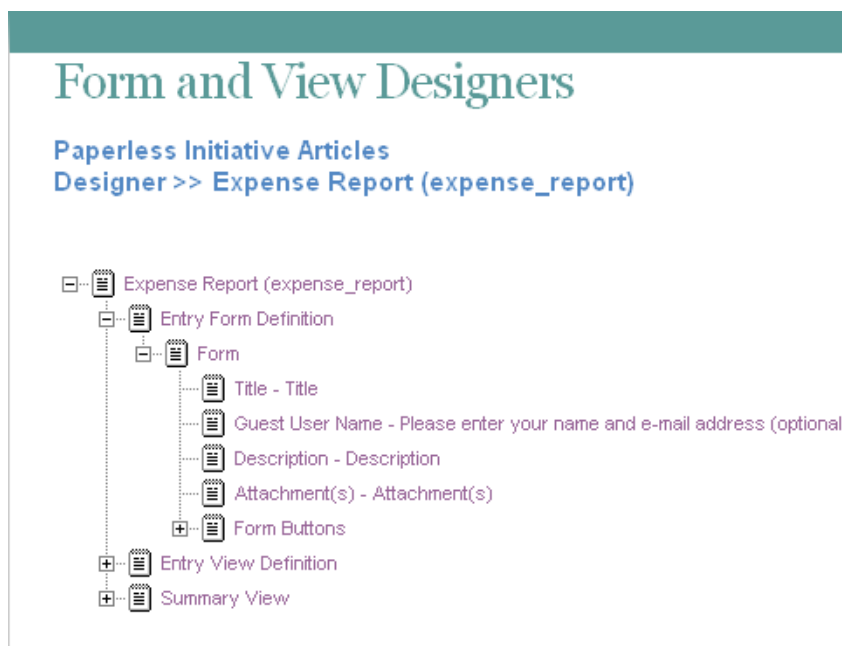 Form and View Designers
Paperless Initiative Articles
Designer >> Expense Report (expense_report)
Expense Report (expense_report)
Entry Form Definition
Form
Title - Title
Guest User Name - Please enter your name and e-mail address (optional
Description - Description
Attachment(s) - Attachment(s)
Form Buttons
Entry View Definition
Summary View